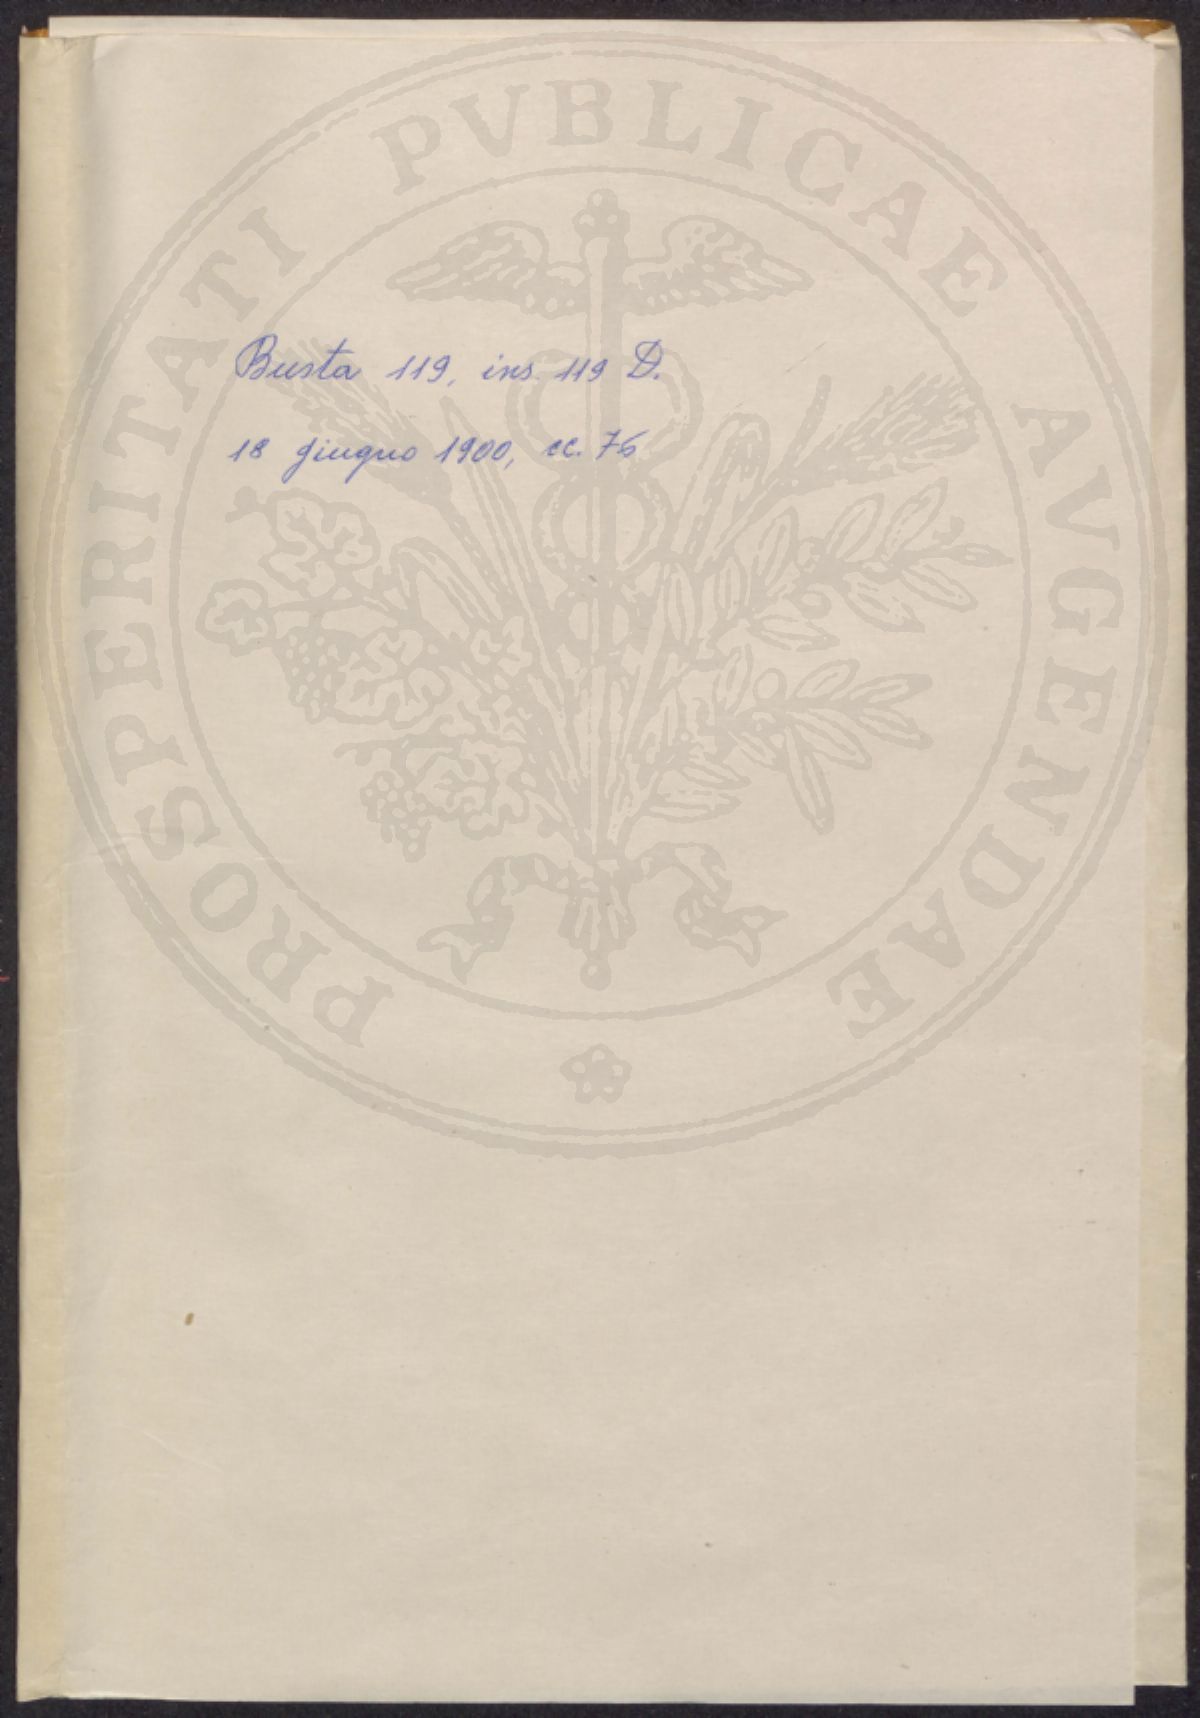 PROSPERITATI PVBLICAE AVGENDAE
Busta 119, ins. 119 D.
18 giugno 1900, cc. 76